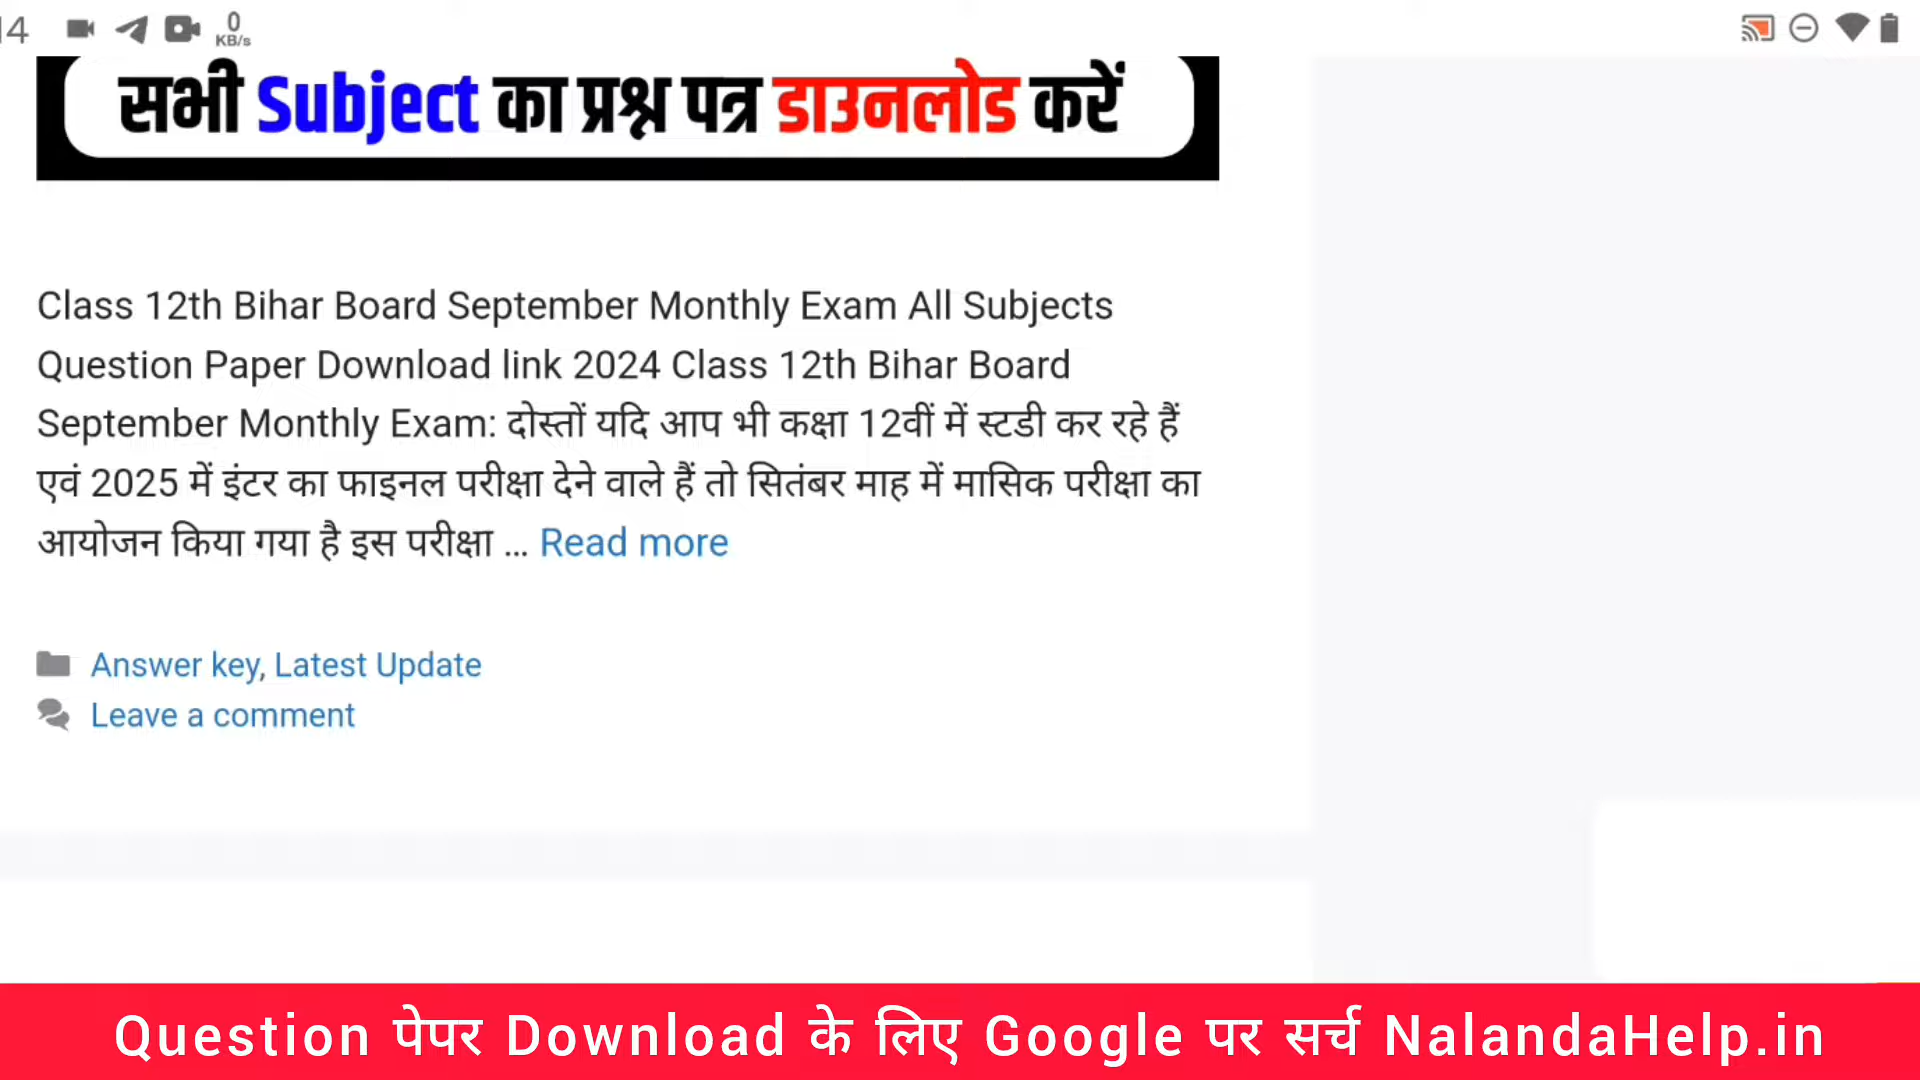 14
0
KB/s
सभी Subject का प्रश्न पत्र डाउनलोड करें
Class 12th Bihar Board September Monthly Exam All Subjects
Question Paper Download link 2024 Class 12th Bihar Board
September Monthly Exam: दोस्तों यदि आप भी कक्षा 12वीं में स्टडी कर रहे हैं
एवं 2025 में इंटर का फाइनल परीक्षा देने वाले हैं तो सितंबर माह में मासिक परीक्षा का
आयोजन किया गया है इस परीक्षा ... Read more
Answer key, Latest Update
Leave a comment
Question पेपर Download के लिए Google पर सर्च NalandaHelp.in